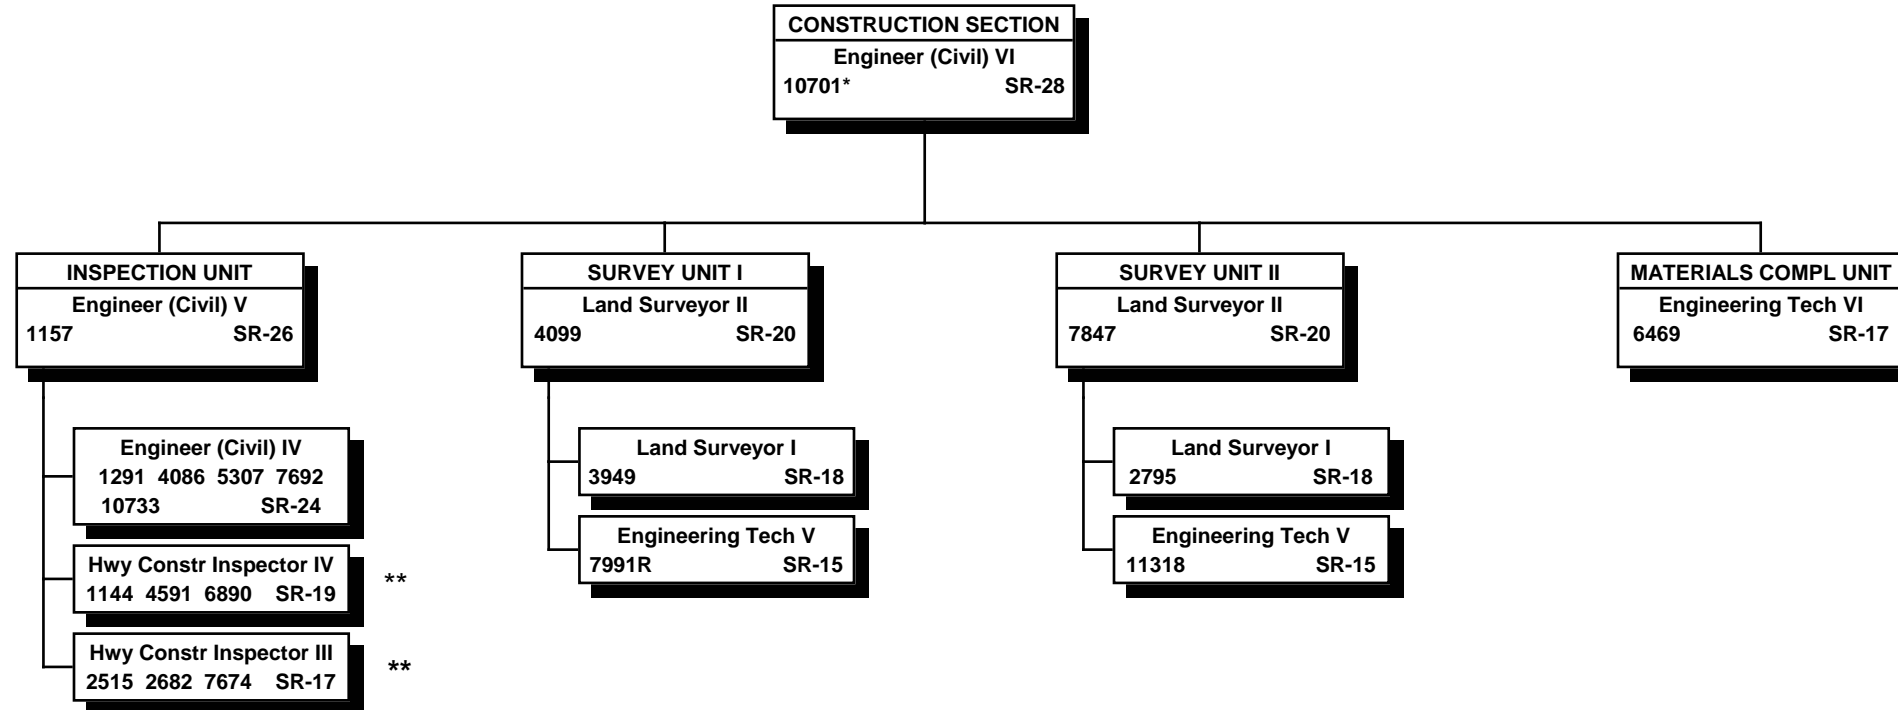 CONSTRUCTION SECTION
Engineer (Civil) VI
10701* SR-28
INSPECTION UNIT
Engineer (Civil) V
1157 SR-26
Engineer (Civil) IV
1291 4086 5307 7692
10733 SR-24
Hwy Constr Inspector IV
1144 4591 6890 SR-19 **
Hwy Constr Inspector III
2515 2682 7674 SR-17 **
SURVEY UNIT I
Land Surveyor II
4099 SR-20
Land Surveyor I
3949 SR-18
Engineering Tech V
7991R SR-15
SURVEY UNIT II
Land Surveyor II
7847 SR-20
Land Surveyor I
2795 SR-18
Engineering Tech V
11318 SR-15
MATERIALS COMPL UNIT
Engineering Tech VI
6469 SR-17